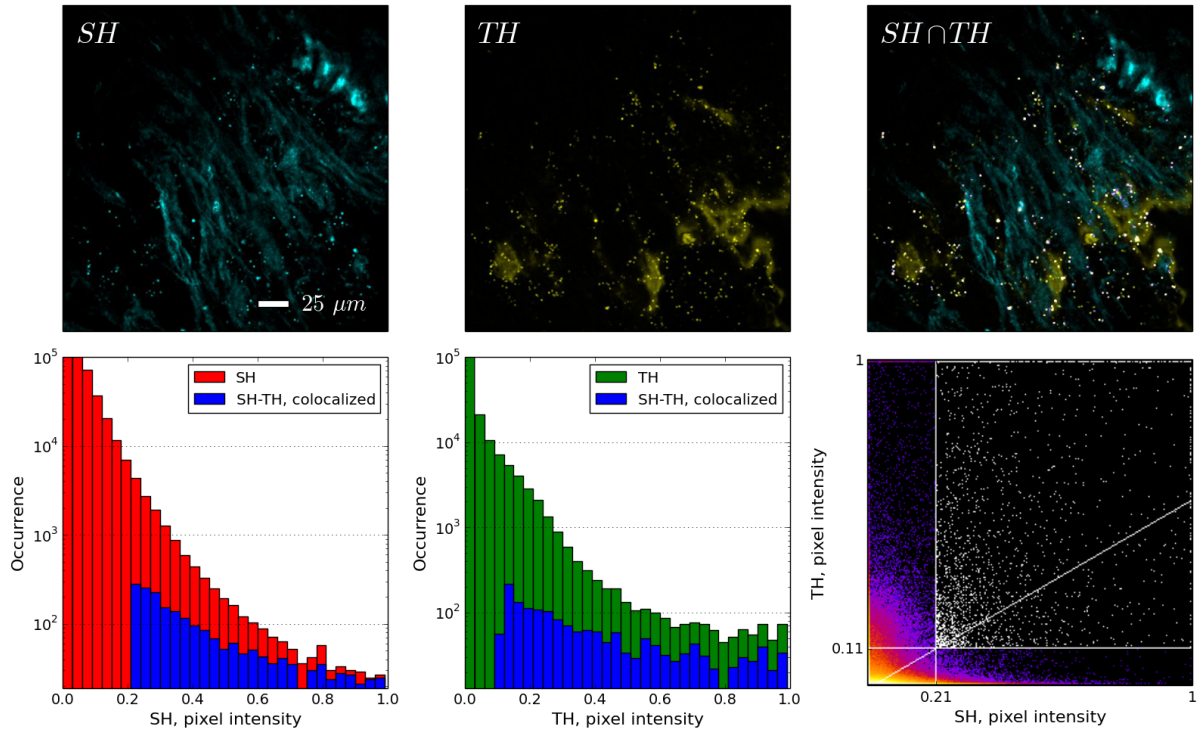 SH
TH
SH∩TH
25 μm
10^5
10^4
10^3
10^2
Occurrence
SH
SH-TH, colocalized
0.0 0.2 0.4 0.6 0.8 1.0
SH, pixel intensity
10^5
10^4
10^3
10^2
Occurrence
TH
SH-TH, colocalized
0.0 0.2 0.4 0.6 0.8 1.0
TH, pixel intensity
1
TH, pixel intensity
0.11
0.21 1
SH, pixel intensity